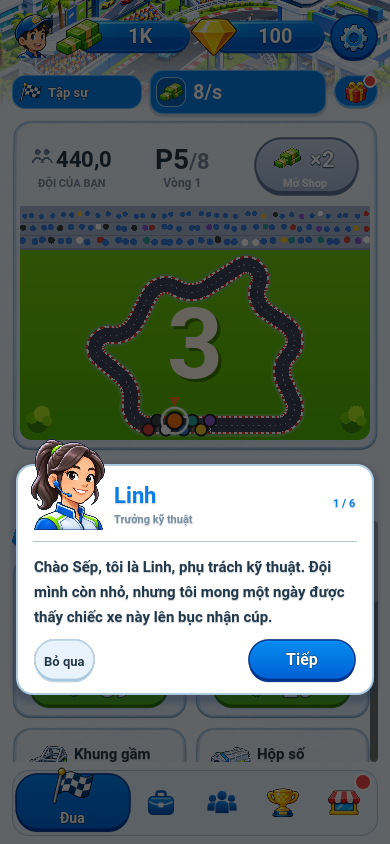 1K
100
Tập sự
8/s
440,0
P5/8
×2
ĐỘI CỦA BẠN
Vòng 1
Mở Shop
3
Linh
1 / 6
Trưởng kỹ thuật
Chào Sếp, tôi là Linh, phụ trách kỹ thuật. Đội
mình còn nhỏ, nhưng tôi mong một ngày được
thấy chiếc xe này lên bục nhận cúp.
Bỏ qua
Tiếp
Khung gầm
Hộp số
Đua